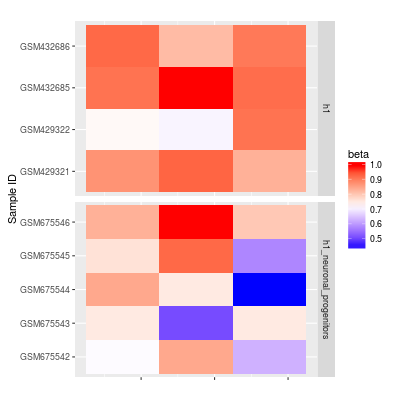 GSM432686
GSM432685
GSM429322
GSM429321
h1
GSM675546
GSM675545
GSM675544
GSM675543
GSM675542
h1_neuronal_progenitors
Sample ID
beta
1.0
0.9
0.8
0.7
0.6
0.5